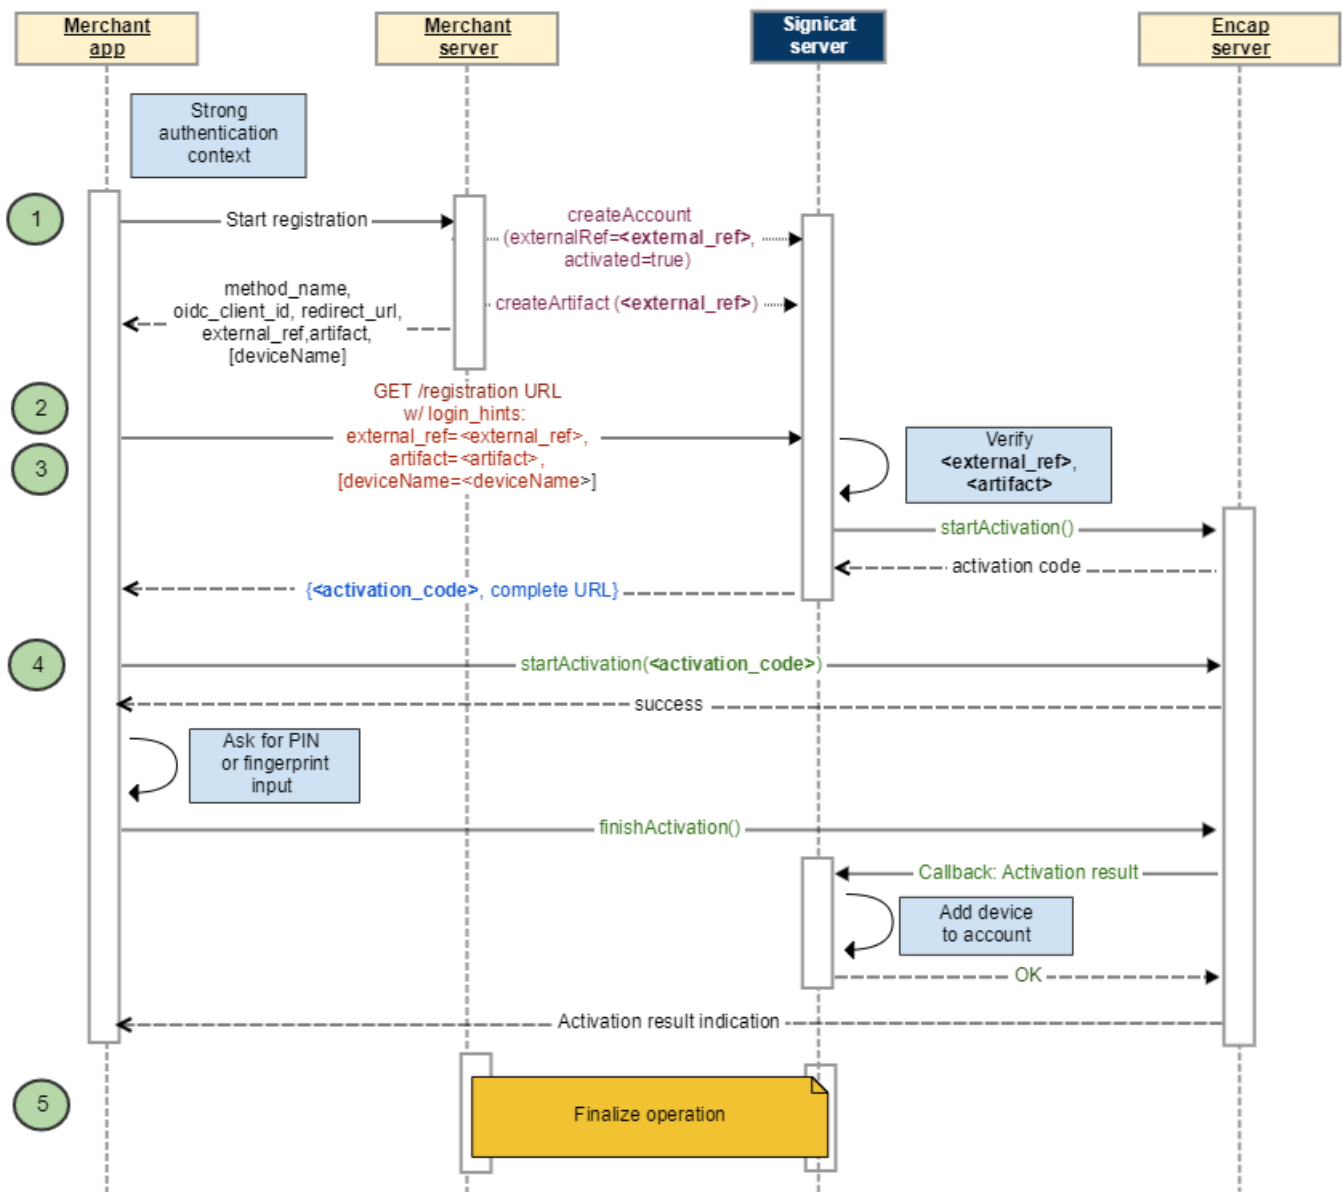 Merchant
app
Merchant
server
Signicat
server
Encap
server
Strong
authentication
context
1
Start registration
createAccount
(externalRef=<external_ref>,
activated=true)
method_name,
oidc_client_id, redirect_url,
external_ref,artifact,
[deviceName]
createArtifact (<external_ref>)
2
GET /registration URL
w/ login_hints:
external_ref=<external_ref>,
artifact=<artifact>,
[deviceName=<deviceName>]
3
Verify
<external_ref>,
<artifact>
startActivation()
activation code
{<activation_code>, complete URL}
4
startActivation(<activation_code>)
success
Ask for PIN
or fingerprint
input
finishActivation()
Callback: Activation result
Add device
to account
OK
Activation result indication
5
Finalize operation